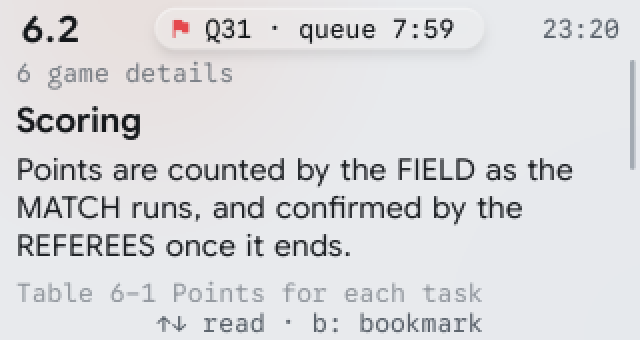 6.2
Q31 · queue 7:59
23:20
6 game details
Scoring
Points are counted by the FIELD as the
MATCH runs, and confirmed by the
REFEREES once it ends.
Table 6-1 Points for each task
↑↓ read · b: bookmark